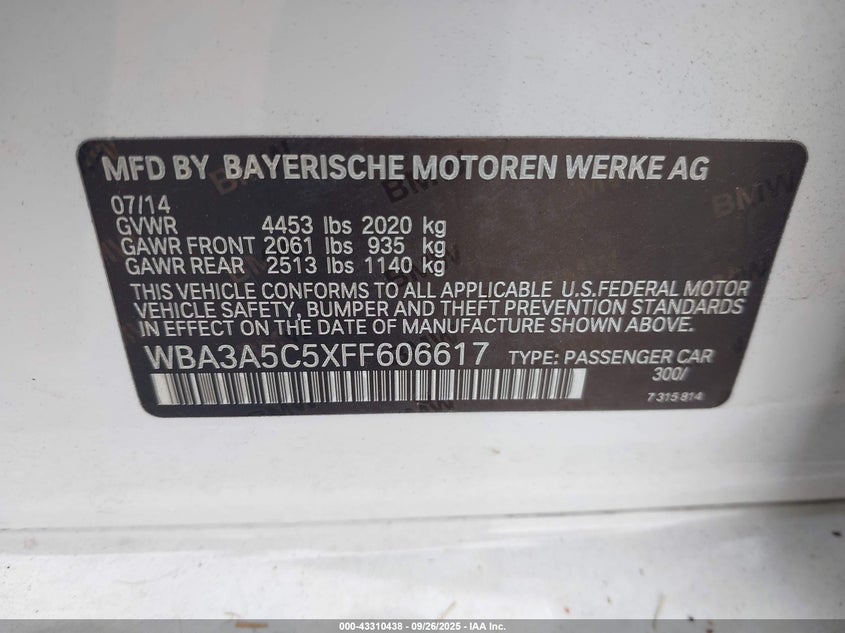 MFD BY BAYERISCHE MOTOREN WERKE AG
07/14
GVWR 4453 lbs 2020 kg
GAWR FRONT 2061 lbs 935 kg
GAWR REAR 2513 lbs 1140 kg
THIS VEHICLE CONFORMS TO ALL APPLICABLE U.S.FEDERAL MOTOR
VEHICLE SAFETY, BUMPER AND THEFT PREVENTION STANDARDS
IN EFFECT ON THE DATE OF MANUFACTURE SHOWN ABOVE.
WBA3A5C5XFF606617 TYPE: PASSENGER CAR
300/
7 315 814
000-43310438 - 09/26/2025 - IAA Inc.